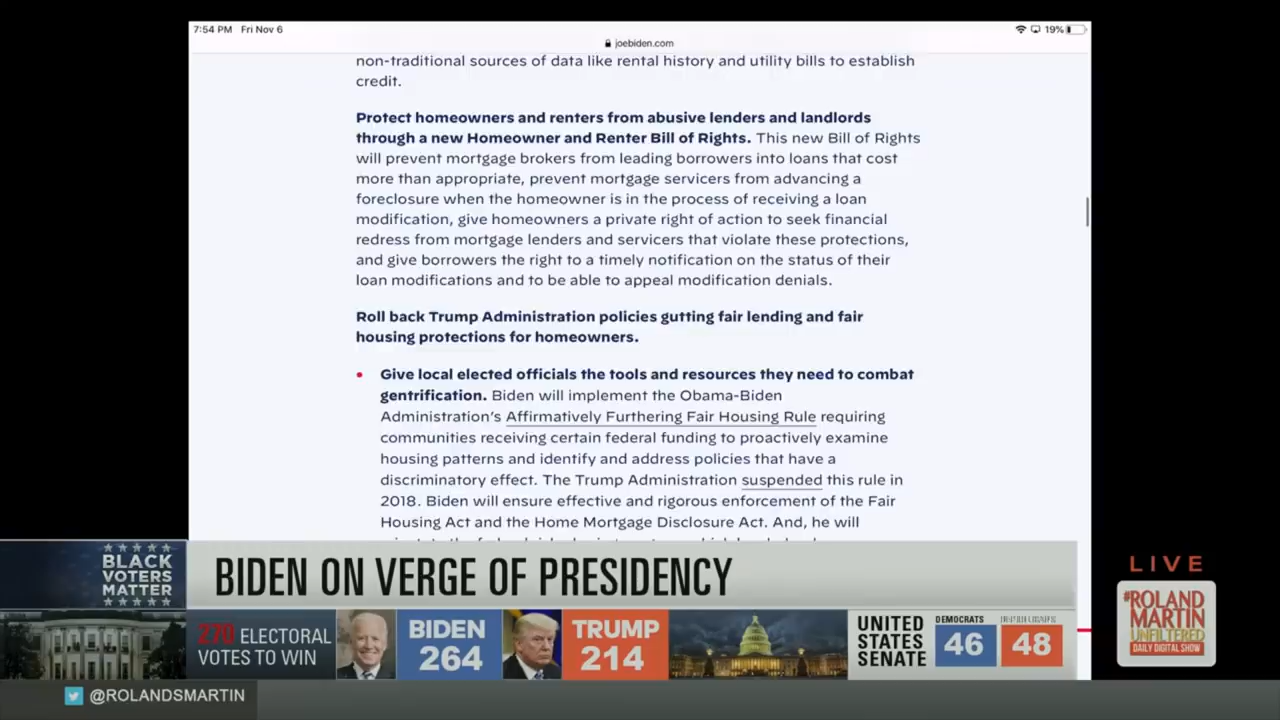 7:54 PM Fri Nov 6
19%
joebiden.com
non-traditional sources of data like rental history and utility bills to establish
credit.
Protect homeowners and renters from abusive lenders and landlords
through a new Homeowner and Renter Bill of Rights. This new Bill of Rights
will prevent mortgage brokers from leading borrowers into loans that cost
more than appropriate, prevent mortgage servicers from advancing a
foreclosure when the homeowner is in the process of receiving a loan
modification, give homeowners a private right of action to seek financial
redress from mortgage lenders and servicers that violate these protections,
and give borrowers the right to a timely notification on the status of their
loan modifications and to be able to appeal modification denials.
Roll back Trump Administration policies gutting fair lending and fair
housing protections for homeowners.
• Give local elected officials the tools and resources they need to combat
gentrification. Biden will implement the Obama-Biden
Administration's Affirmatively Furthering Fair Housing Rule requiring
communities receiving certain federal funding to proactively examine
housing patterns and identify and address policies that have a
discriminatory effect. The Trump Administration suspended this rule in
2018. Biden will ensure effective and rigorous enforcement of the Fair
Housing Act and the Home Mortgage Disclosure Act. And, he will
BLACK
VOTERS
MATTER
BIDEN ON VERGE OF PRESIDENCY
270 ELECTORAL
VOTES TO WIN
BIDEN
264
TRUMP
214
UNITED
STATES
SENATE
DEMOCRATS
46
48
LIVE
#ROLAND
MARTIN
UNFILTERED
DAILY DIGITAL SHOW
@ROLANDSMARTIN